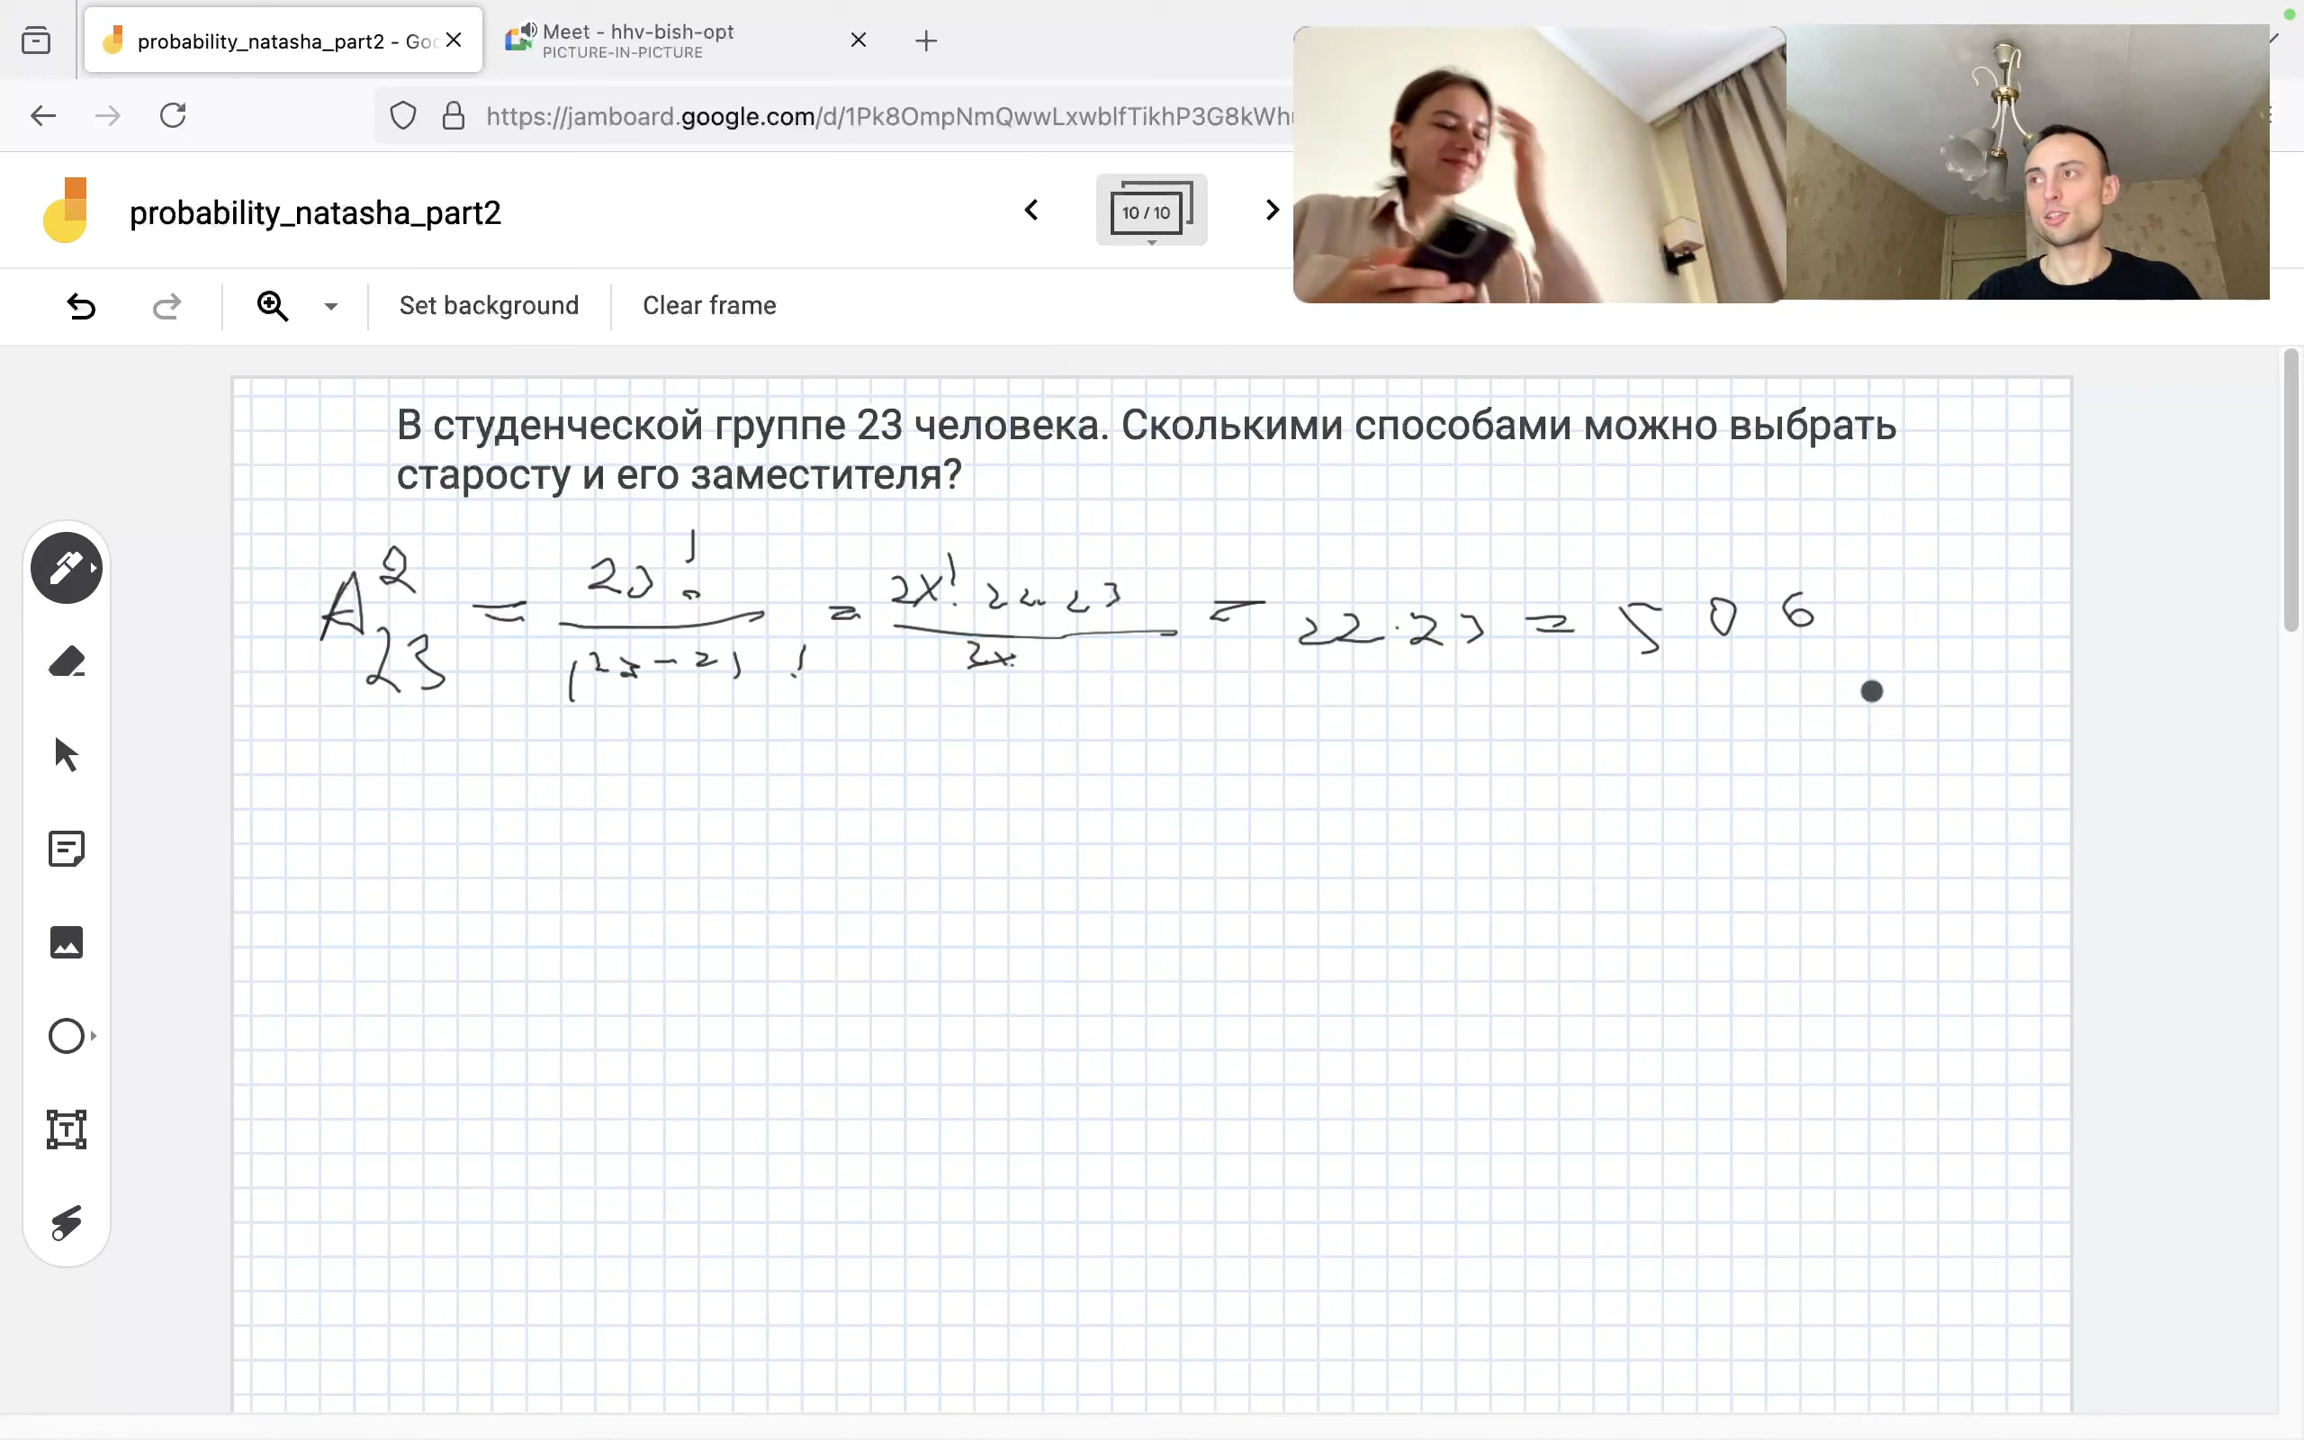 probability_natasha_part2 - Goo
Meet - hhv-bish-opt
PICTURE-IN-PICTURE
https://jamboard.google.com/d/1Pk8OmpNmQwwLxwblfTikhP3G8kWh
probability_natasha_part2
10 / 10
Set background
Clear frame
В студенческой группе 23 человека. Сколькими способами можно выбрать
старосту и его заместителя?
A²₂₃ = 23! / (23-2)! = 21! 22 23 / 21 = 22·23 = 506